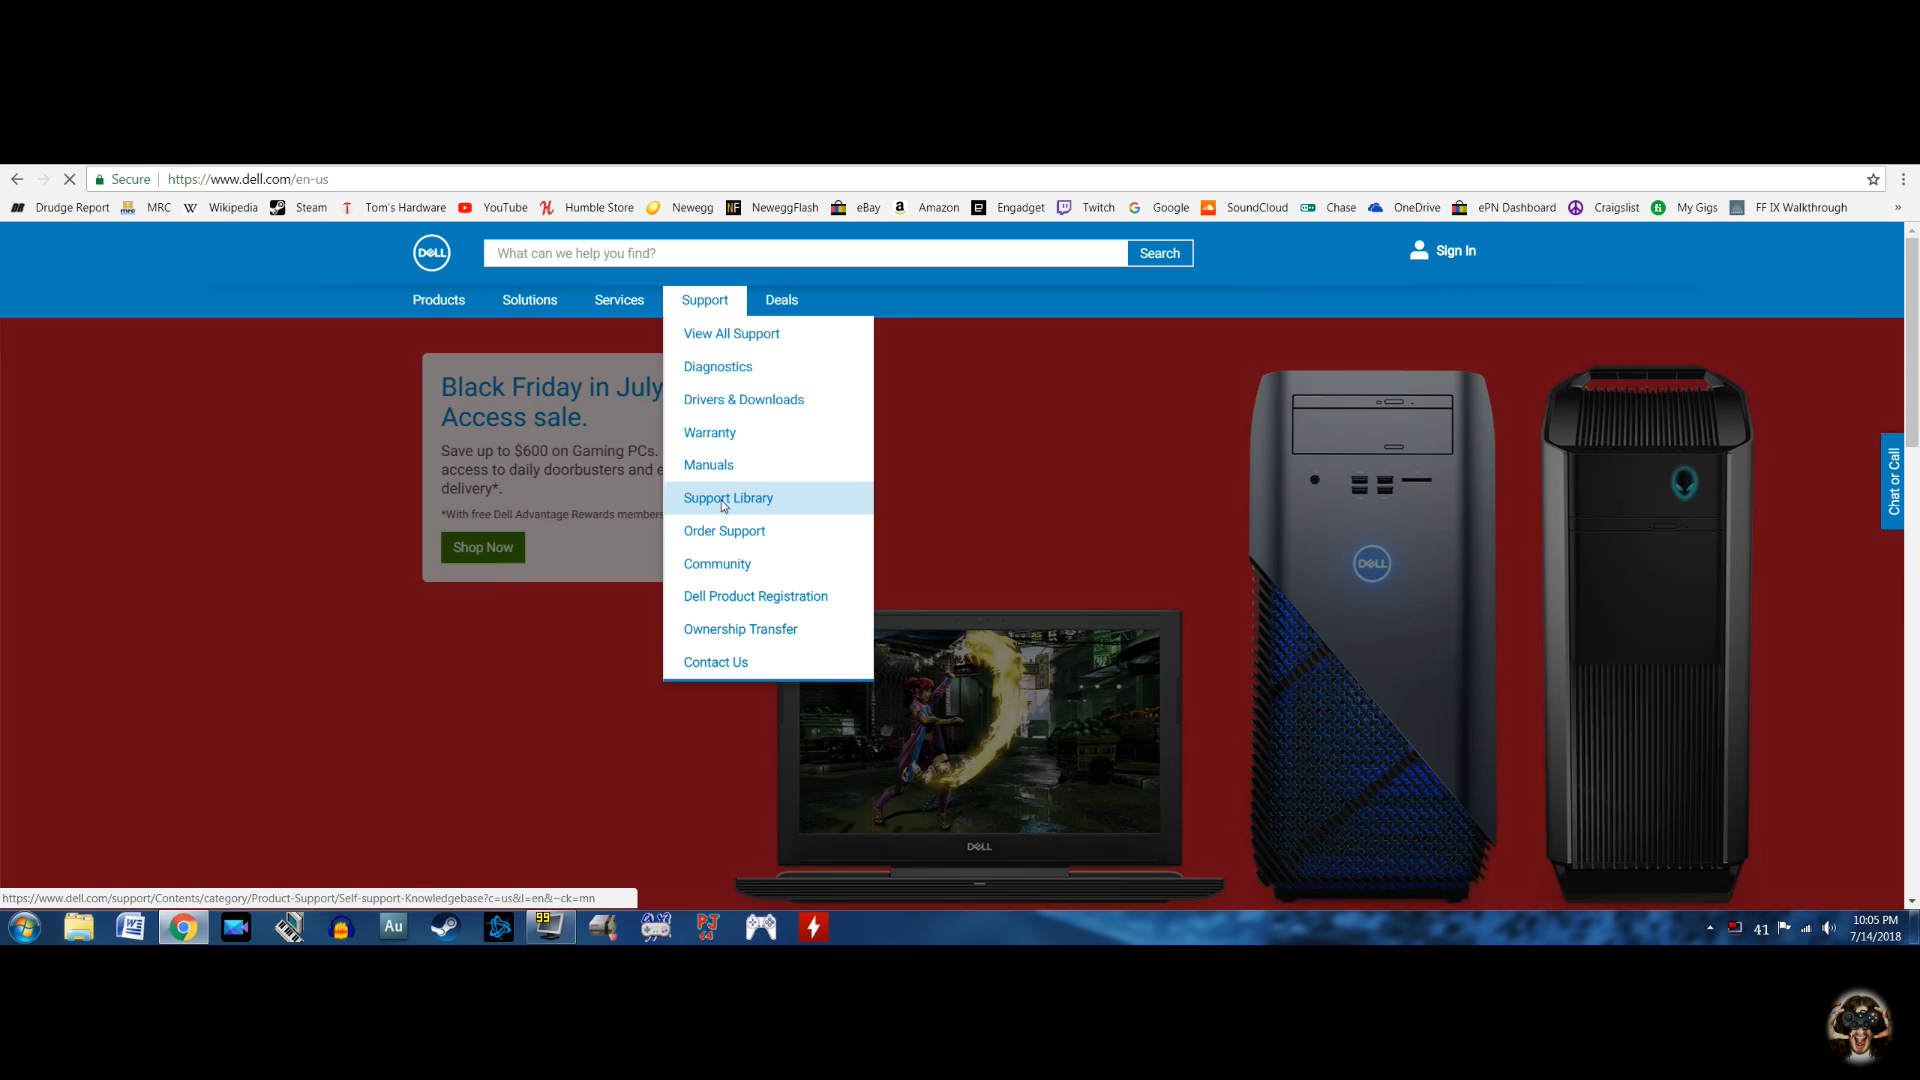 Secure https://www.dell.com/en-us
Drudge Report MRC Wikipedia Steam Tom's Hardware YouTube Humble Store Newegg NeweggFlash eBay Amazon Engadget Twitch Google SoundCloud Chase OneDrive ePN Dashboard Craigslist My Gigs FF IX Walkthrough »
DELL What can we help you find? Search Sign In
Products Solutions Services Support Deals
View All Support
Diagnostics
Drivers & Downloads
Warranty
Manuals
Support Library
Order Support
Community
Dell Product Registration
Ownership Transfer
Contact Us
Black Friday in July
Access sale.
Save up to $600 on Gaming PCs.
access to daily doorbusters and e
delivery*.
*With free Dell Advantage Rewards members
Shop Now
Chat or Call
DELL
DELL
https://www.dell.com/support/Contents/category/Product-Support/Self-support-Knowledgebase?c=us&l=en&~ck=mn
Au 99 PJ 64 41 10:05 PM
7/14/2018